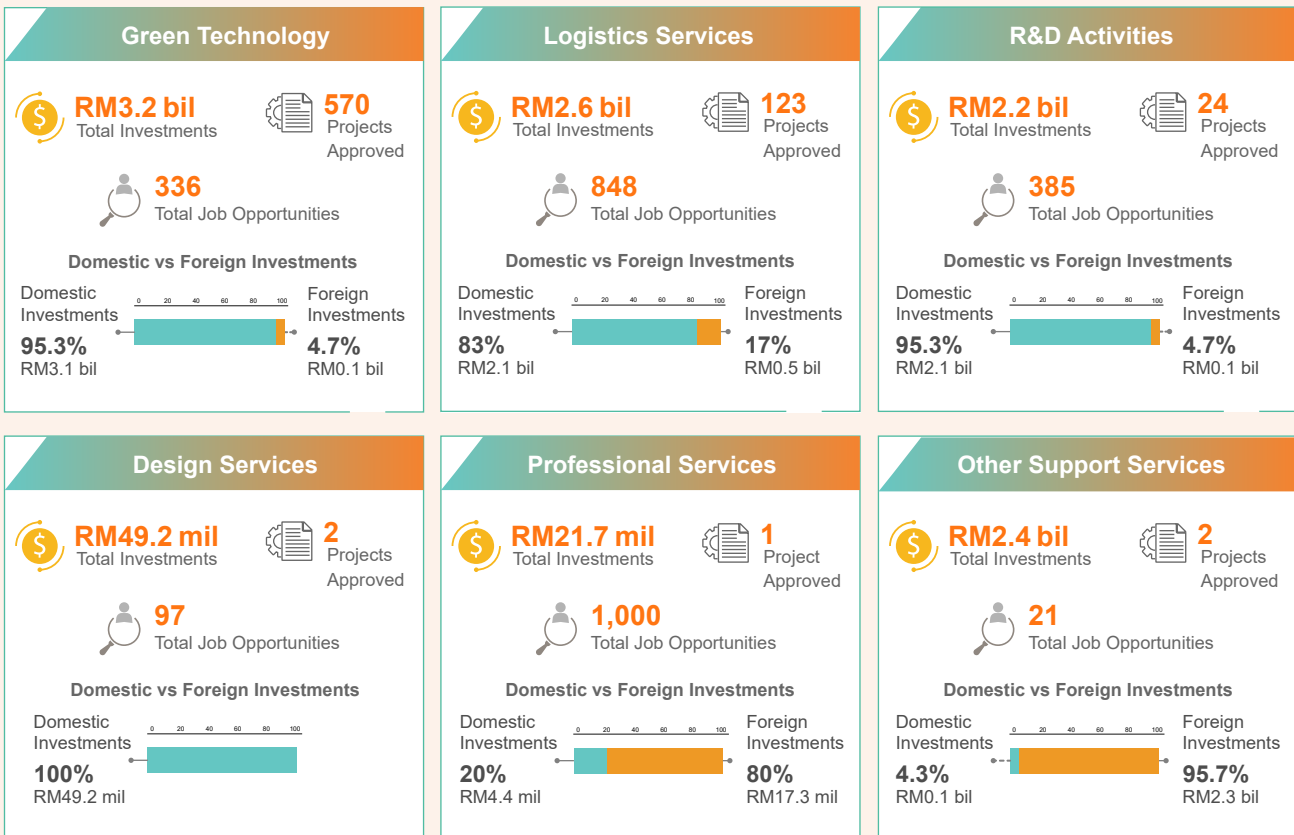 Green Technology
RM3.2 bil
Total Investments
570
Projects
Approved
336
Total Job Opportunities
Domestic vs Foreign Investments
Domestic
Investments
95.3%
RM3.1 bil
0 20 40 60 80 100
Foreign
Investments
4.7%
RM0.1 bil
Logistics Services
RM2.6 bil
Total Investments
123
Projects
Approved
848
Total Job Opportunities
Domestic vs Foreign Investments
Domestic
Investments
83%
RM2.1 bil
0 20 40 60 80 100
Foreign
Investments
17%
RM0.5 bil
R&D Activities
RM2.2 bil
Total Investments
24
Projects
Approved
385
Total Job Opportunities
Domestic vs Foreign Investments
Domestic
Investments
95.3%
RM2.1 bil
0 20 40 60 80 100
Foreign
Investments
4.7%
RM0.1 bil
Design Services
RM49.2 mil
Total Investments
2
Projects
Approved
97
Total Job Opportunities
Domestic vs Foreign Investments
Domestic
Investments
100%
RM49.2 mil
0 20 40 60 80 100
Professional Services
RM21.7 mil
Total Investments
1
Project
Approved
1,000
Total Job Opportunities
Domestic vs Foreign Investments
Domestic
Investments
20%
RM4.4 mil
0 20 40 60 80 100
Foreign
Investments
80%
RM17.3 mil
Other Support Services
RM2.4 bil
Total Investments
2
Projects
Approved
21
Total Job Opportunities
Domestic vs Foreign Investments
Domestic
Investments
4.3%
RM0.1 bil
0 20 40 60 80 100
Foreign
Investments
95.7%
RM2.3 bil